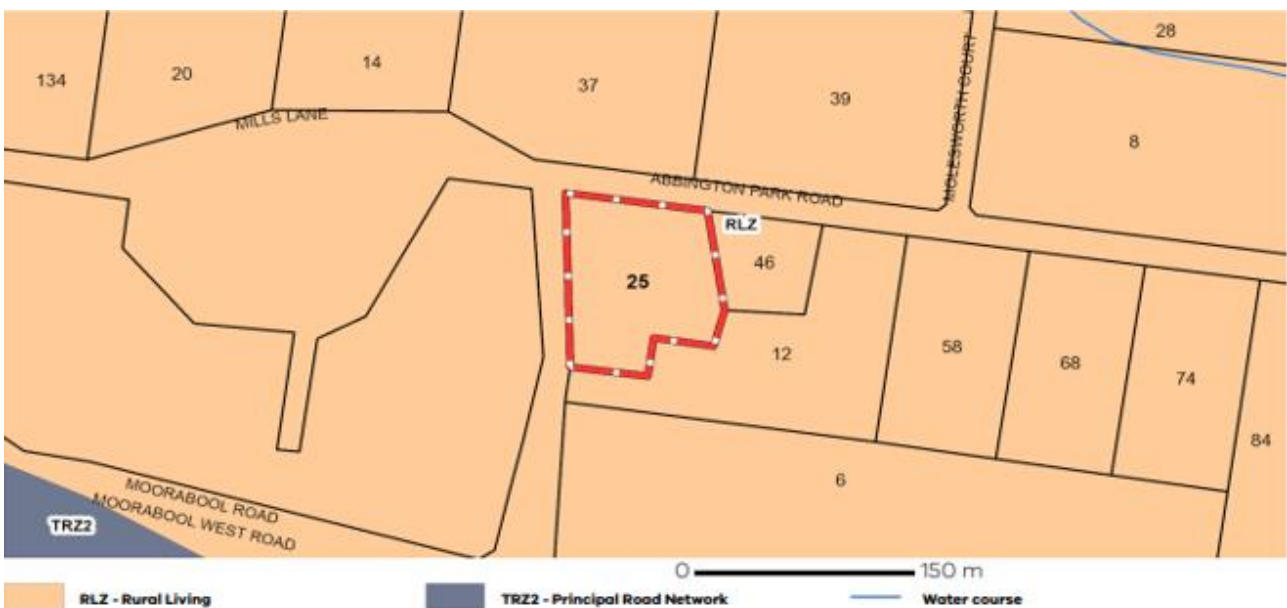 28
134
20
14
37
39
MOLESWORTH COURT
8
MILLS LANE
ABBINGTON PARK ROAD
RLZ
25
46
12
58
68
74
84
6
MOORABOOL ROAD
MOORABOOL WEST ROAD
TRZ2
0 150 m
RLZ - Rural Living TRZ2 - Principal Road Network Water course